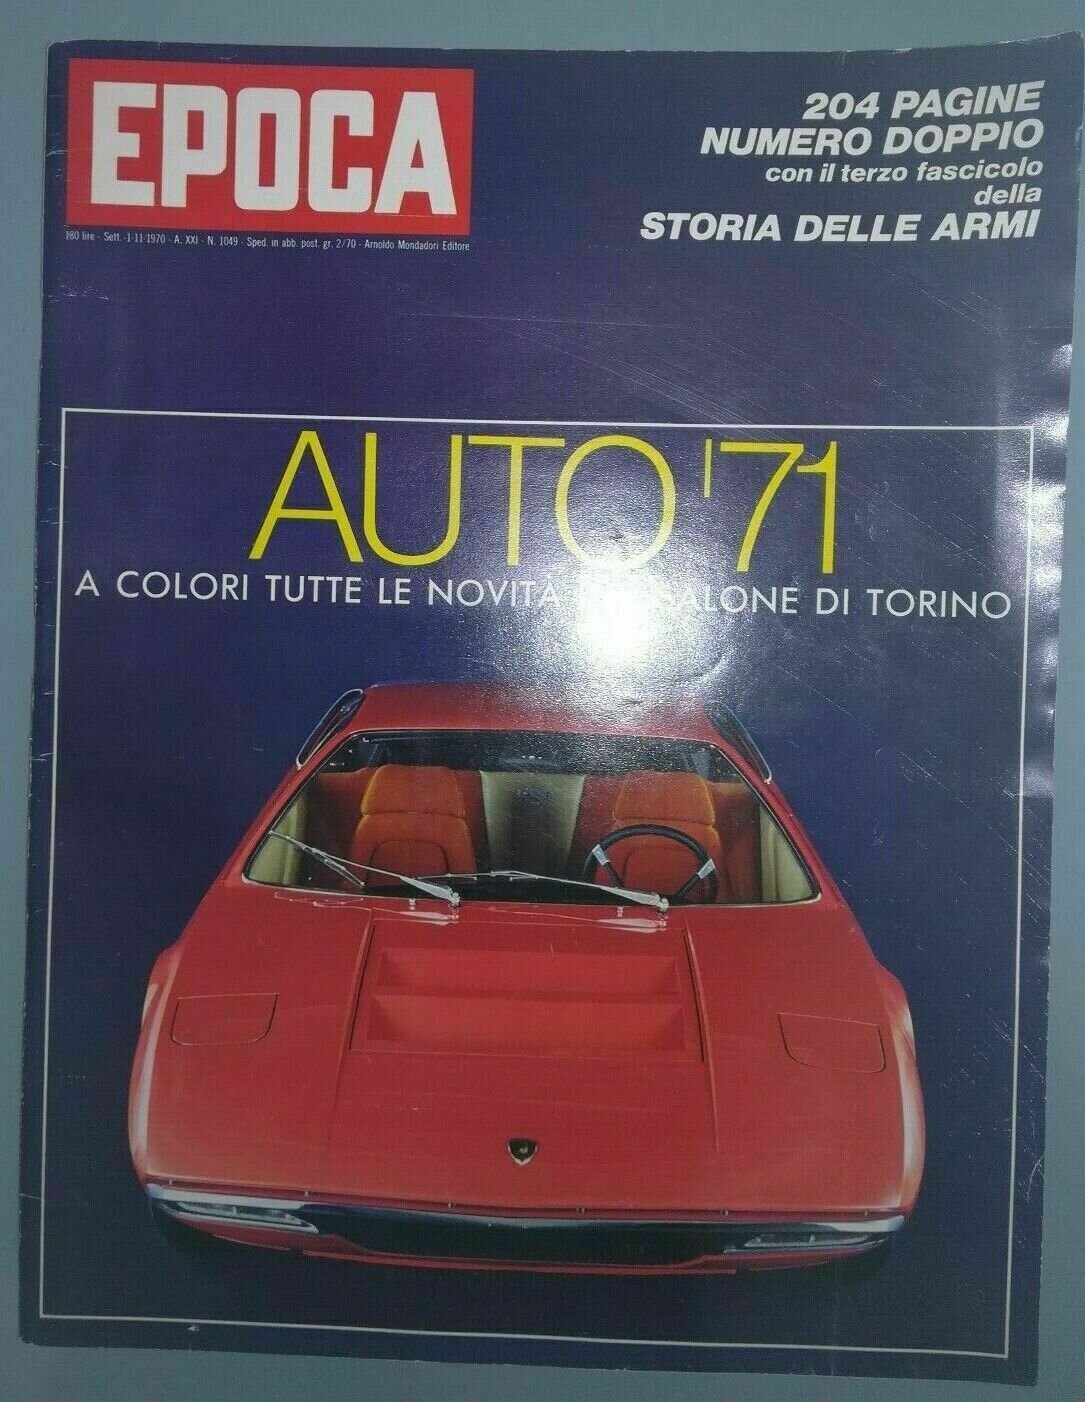 EPOCA
180 lire - Sett. - 1-11-1970 - A. XXI - N. 1049 - Sped. in abb. post. gr. 2/70 - Arnoldo Mondadori Editore
204 PAGINE
NUMERO DOPPIO
con il terzo fascicolo
della
STORIA DELLE ARMI
AUTO '71
A COLORI TUTTE LE NOVITÀ SALONE DI TORINO